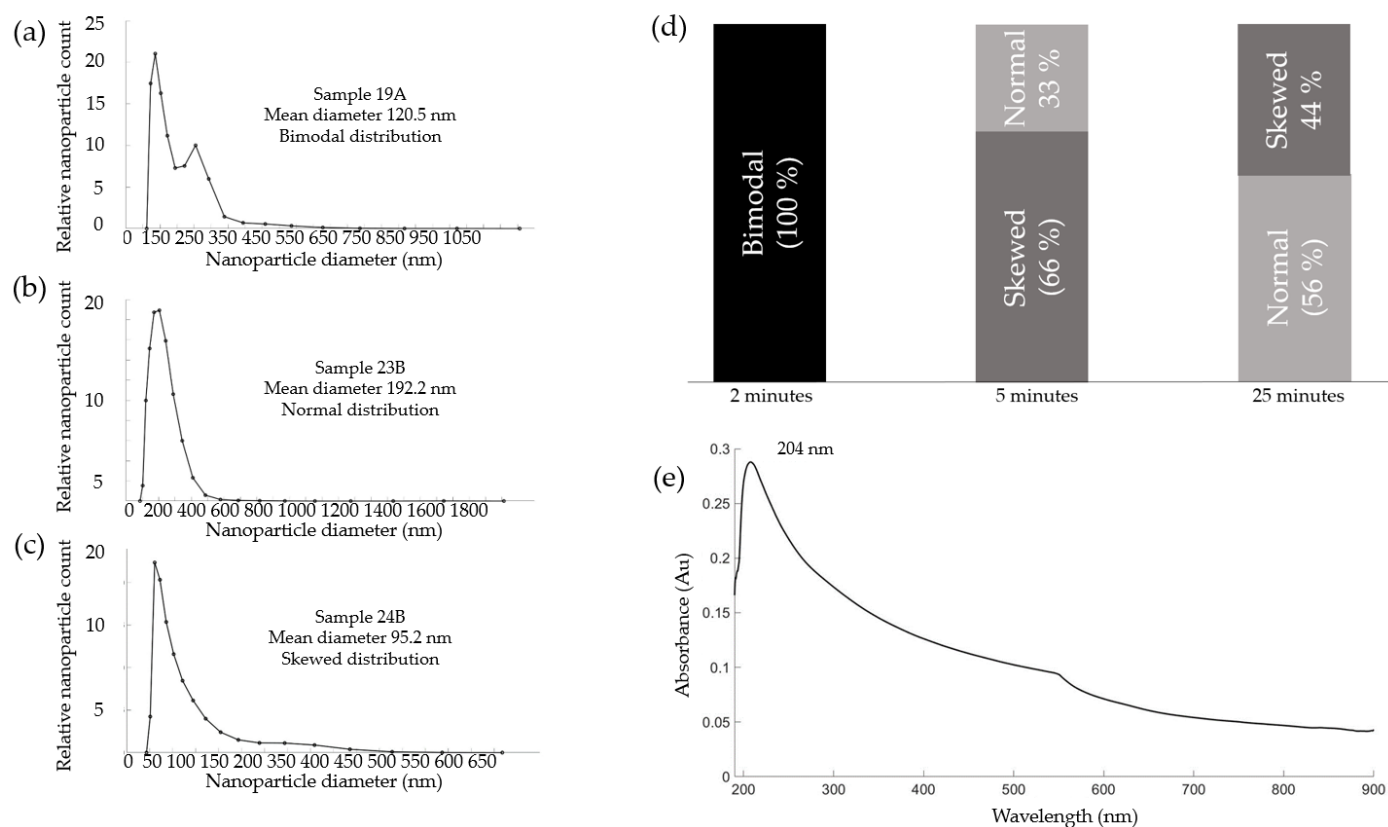 (a)
Relative nanoparticle count
25
20
15
10
5
0
Sample 19A
Mean diameter 120.5 nm
Bimodal distribution
0 150 250 350 450 550 650 750 850 950 1050
Nanoparticle diameter (nm)
(b)
Relative nanoparticle count
20
10
5
Sample 23B
Mean diameter 192.2 nm
Normal distribution
0 200 400 600 800 1000 1200 1400 1600 1800
Nanoparticle diameter (nm)
(c)
Relative nanoparticle count
20
10
5
Sample 24B
Mean diameter 95.2 nm
Skewed distribution
0 50 100 150 200 250 300 350 400 450 500 550 600 650
Nanoparticle diameter (nm)
(d)
Bimodal
(100 %)
Normal
33 %
Skewed
(66 %)
Skewed
44 %
Normal
(56 %)
2 minutes
5 minutes
25 minutes
(e)
204 nm
Absorbance (Au)
0.3
0.25
0.2
0.15
0.1
0.05
0
200 300 400 500 600 700 800 900
Wavelength (nm)